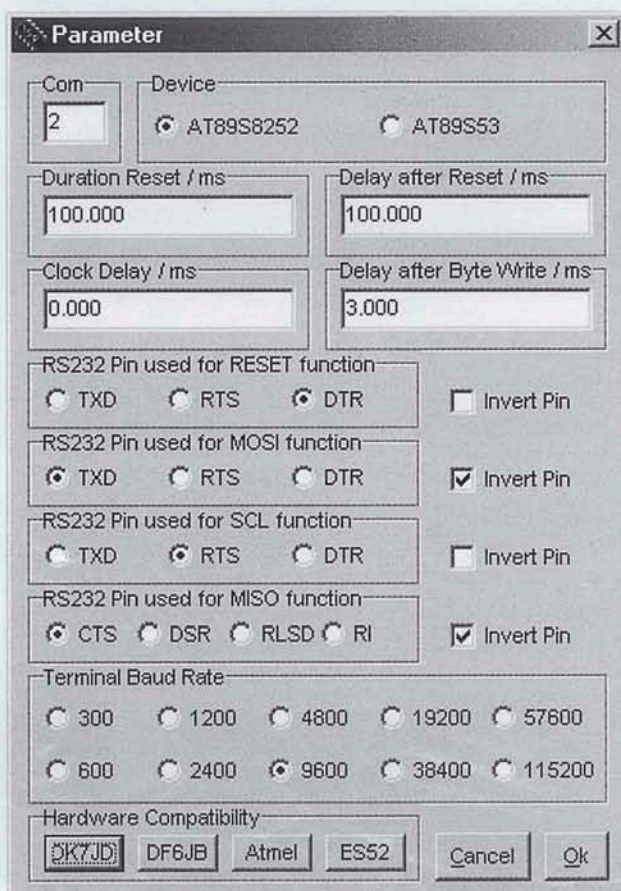 Parameter
Com
2
Device
AT89S8252 AT89S53
Duration Reset / ms
100.000
Delay after Reset / ms
100.000
Clock Delay / ms
0.000
Delay after Byte Write / ms
3.000
RS232 Pin used for RESET function
TXD RTS DTR Invert Pin
RS232 Pin used for MOSI function
TXD RTS DTR Invert Pin
RS232 Pin used for SCL function
TXD RTS DTR Invert Pin
RS232 Pin used for MISO function
CTS DSR RLSD RI Invert Pin
Terminal Baud Rate
300 1200 4800 19200 57600
600 2400 9600 38400 115200
Hardware Compatibility
DK7JD DF6JB Atmel ES52 Cancel Ok